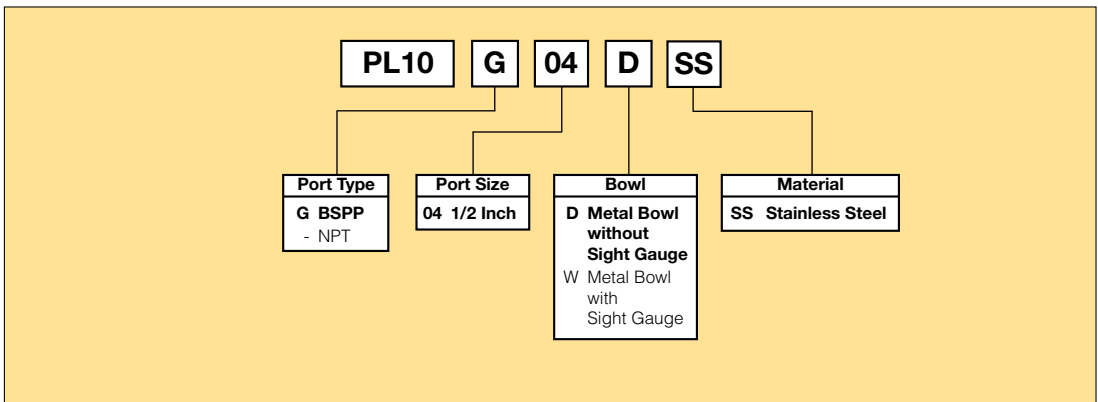 PL10 G 04 D SS
Port Type
G BSPP
- NPT
Port Size
04 1/2 Inch
Bowl
D Metal Bowl
without
Sight Gauge
W Metal Bowl
with
Sight Gauge
Material
SS Stainless Steel